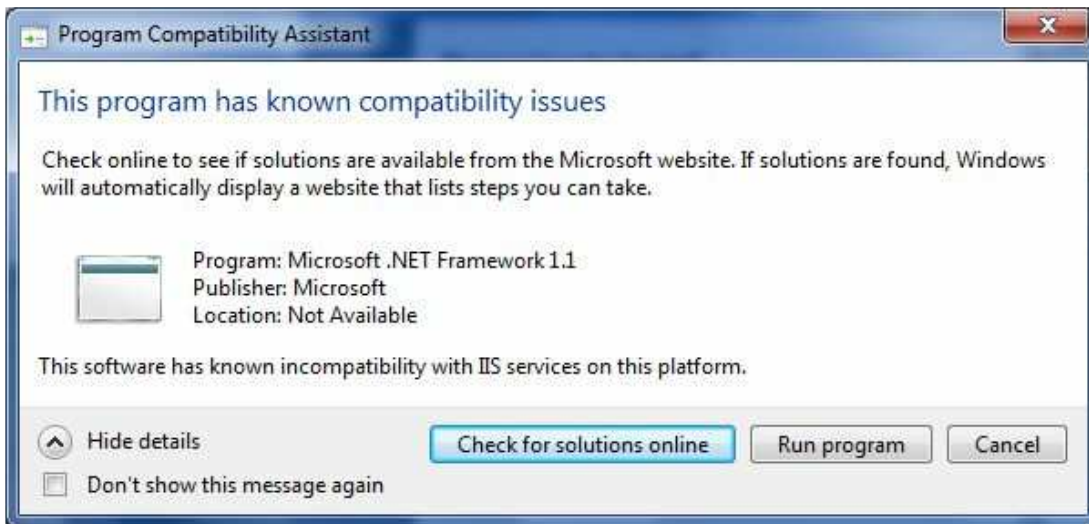 Program Compatibility Assistant
This program has known compatibility issues
Check online to see if solutions are available from the Microsoft website. If solutions are found, Windows
will automatically display a website that lists steps you can take.
Program: Microsoft .NET Framework 1.1
Publisher: Microsoft
Location: Not Available
This software has known incompatibility with IIS services on this platform.
Hide details
Check for solutions online
Run program
Cancel
Don't show this message again